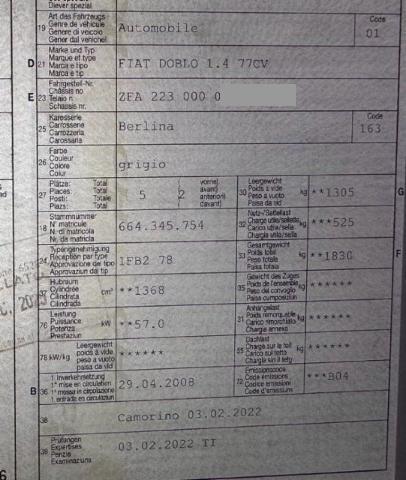 Divers spezial
Art des Fahrzeugs
Code
19 Genre de véhicule Automobile
Genere di veicolo 01
Gener dal vehichel
Marke und Typ
D 21 Marque et type FIAT DOBLO 1.4 77CV
Marca e tipo
Marca e tip
Fahrgestell-Nr.
E 23 Châssis no ZFA 223 000 0
Telaio n.
Schassis nr.
Karosserie Code
25 Carrosserie Berlina 163
Carrozzeria
Carossaria
Farbe
26 Couleur grigio
Colore
Colur
Plätze: Total vorne) Leergewicht
27 Places: Total 5 2 avant) 30 Poids à vide kg **1305 G
Posti: Totale anteriori) Peso a vuoto
Plazs: Total davant) Paisa da vid
Stammnummer Nutz-/Sattellast
18 N° matricule 664.345.754 32 Charge utile/sellette kg ***525
N. di matricola Carico utile/sella
Nr. da matricla Chargia utila/sella
Typengenehmigung Gesamtgewicht
24 Réception par type 1FB2 78 33 Poids total kg **1830 F
Approvazione del tipo Peso totale
Approvaziun dal tip Paisa totala
Hubraum Gewicht des Zuges
37 Cylindrée cm³ **1368 35 Poids de l'ensemble kg ******
Cilindrata Peso del convoglio
Cilindrada Paisa cumposiziun
Leistung Anhängelast
76 Puissance kW **57.0 31 Poids remorquable kg ******
Potenza Carico rimorchiato
Prestaziun Chargia annexa
Leergewicht Dachlast
78 kW/kg poids à vide ****** 55 Charge sur le toit kg ******
peso a vuoto Carico sul tetto
paisa da vid Chargia sin il tetg
1. Inverkehrsetzung Emissionscode
B 36 1re mise en circulation 29.04.2008 72 Code émissions ***B04
1a messa in circolazione Codice emissioni
1. entrada en circulaziun Code d'emissiuns
38 Camorino 03.02.2022
Prüfungen
39 Expertises 03.02.2022 TI
Perizie
Examinaziuns